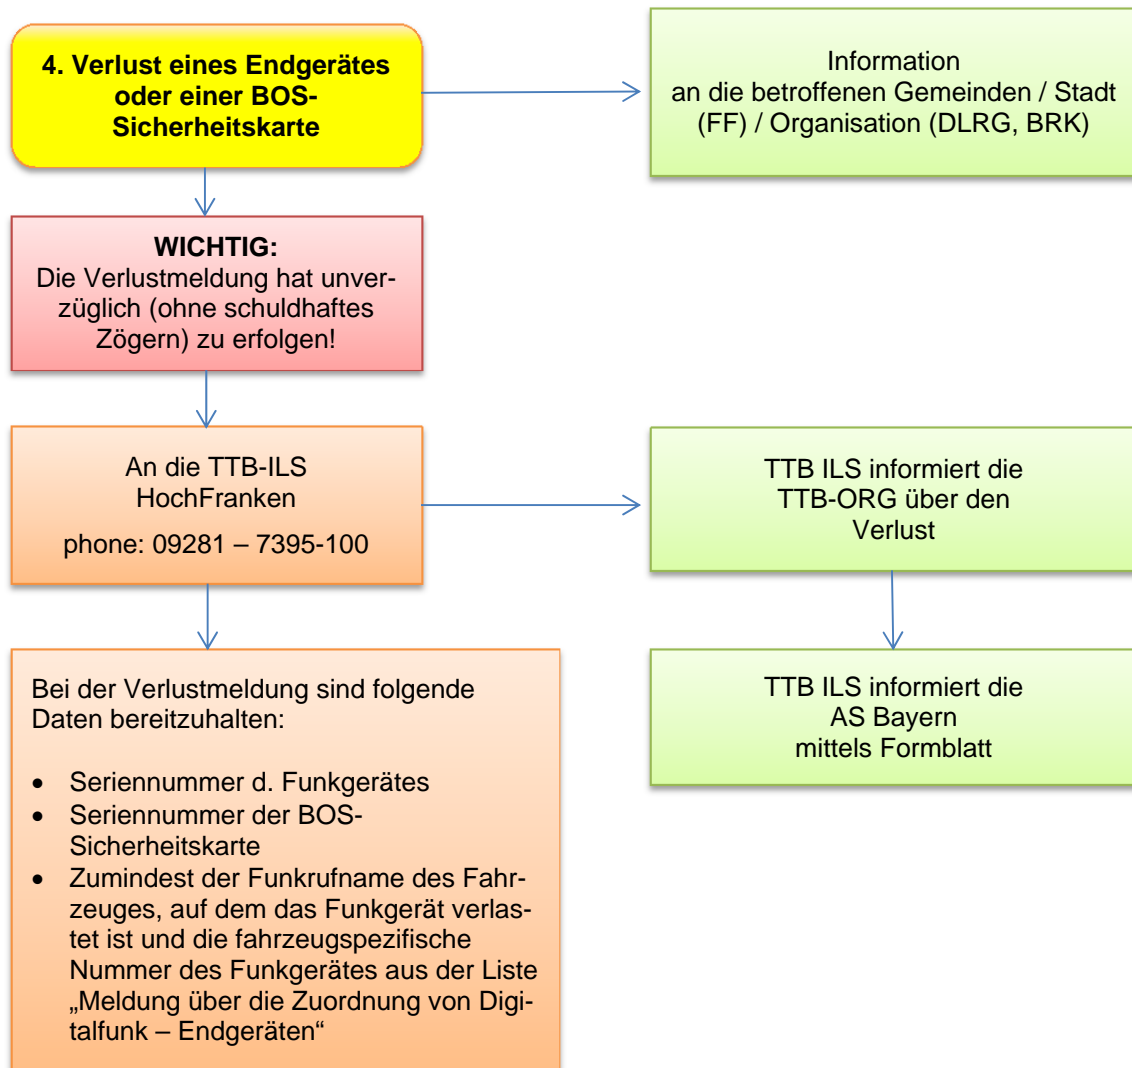 4. Verlust eines Endgerätes
oder einer BOS-
Sicherheitskarte
Information
an die betroffenen Gemeinden / Stadt
(FF) / Organisation (DLRG, BRK)
WICHTIG:
Die Verlustmeldung hat unver-
züglich (ohne schuldhaftes
Zögern) zu erfolgen!
An die TTB-ILS
HochFranken
phone: 09281 – 7395-100
TTB ILS informiert die
TTB-ORG über den
Verlust
Bei der Verlustmeldung sind folgende
Daten bereitzuhalten:
• Seriennummer d. Funkgerätes
• Seriennummer der BOS-
Sicherheitskarte
• Zumindest der Funkrufname des Fahr-
zeuges, auf dem das Funkgerät verlas-
tet ist und die fahrzeugspezifische
Nummer des Funkgerätes aus der Liste
„Meldung über die Zuordnung von Digi-
talfunk – Endgeräten“
TTB ILS informiert die
AS Bayern
mittels Formblatt